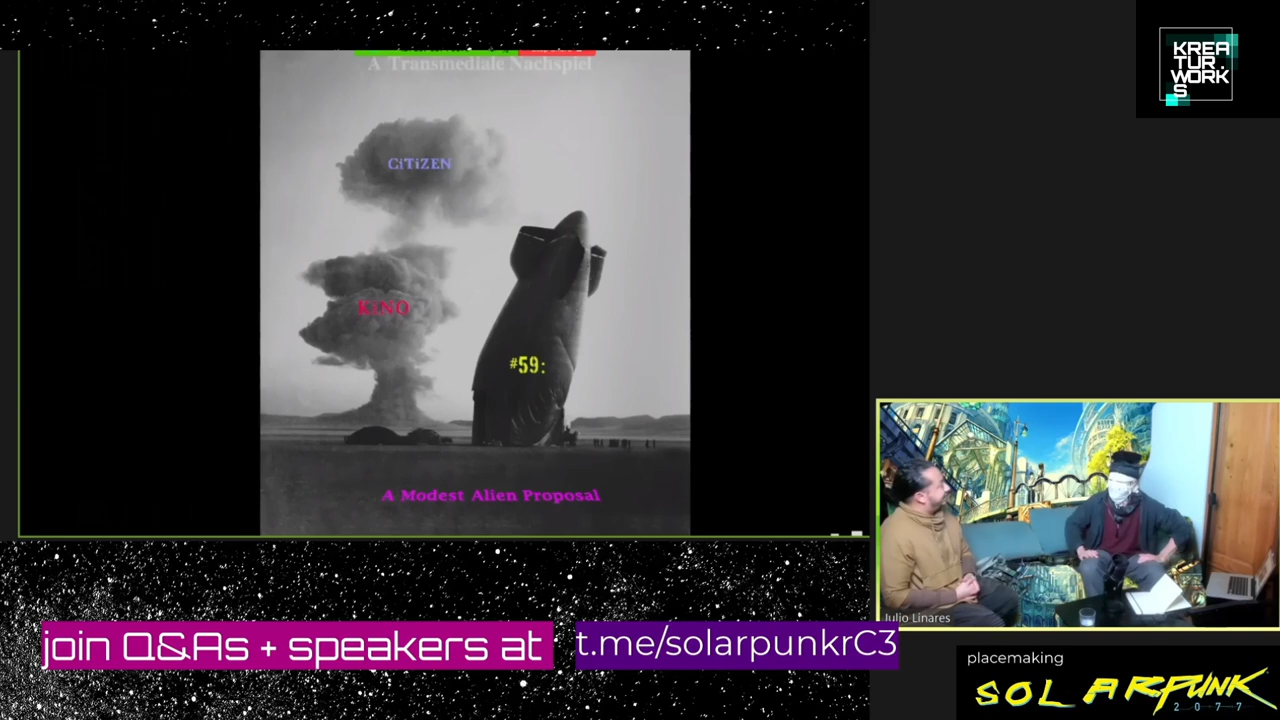 A Transmediale Nachspiel
CiTiZEN
KiNO
#59:
A Modest Alien Proposal
KREA
TUR.
WORK
S
Julio Linares
join Q&As + speakers at
t.me/solarpunkrC3
placemaking
SOLARPUNK
2077